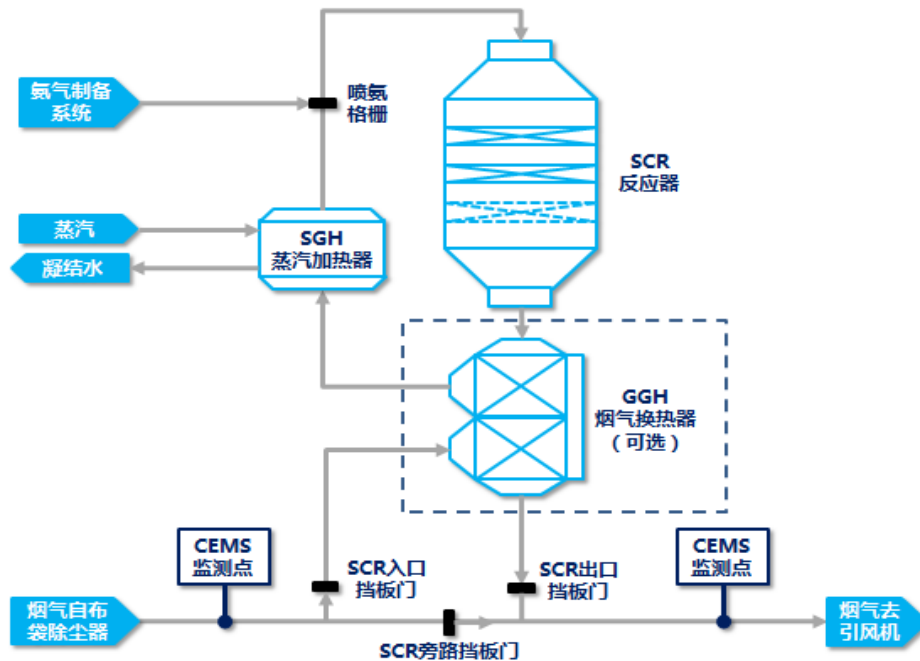 氨气制备
系统
喷氨
格栅
SCR
反应器
蒸汽
SGH
蒸汽加热器
凝结水
GGH
烟气换热器
（可选）
CEMS
监测点
SCR入口
挡板门
SCR出口
挡板门
CEMS
监测点
烟气自布
袋除尘器
SCR旁路挡板门
烟气去
引风机